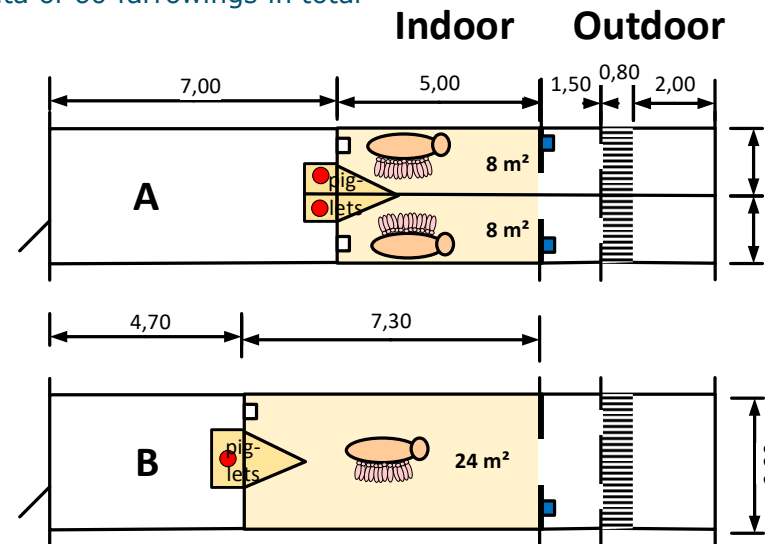 Indoor Outdoor
7,00 5,00 1,50 0,80 2,00
A
pig-
lets
8 m²
8 m²
4,70 7,30
B
pig-
lets
24 m²